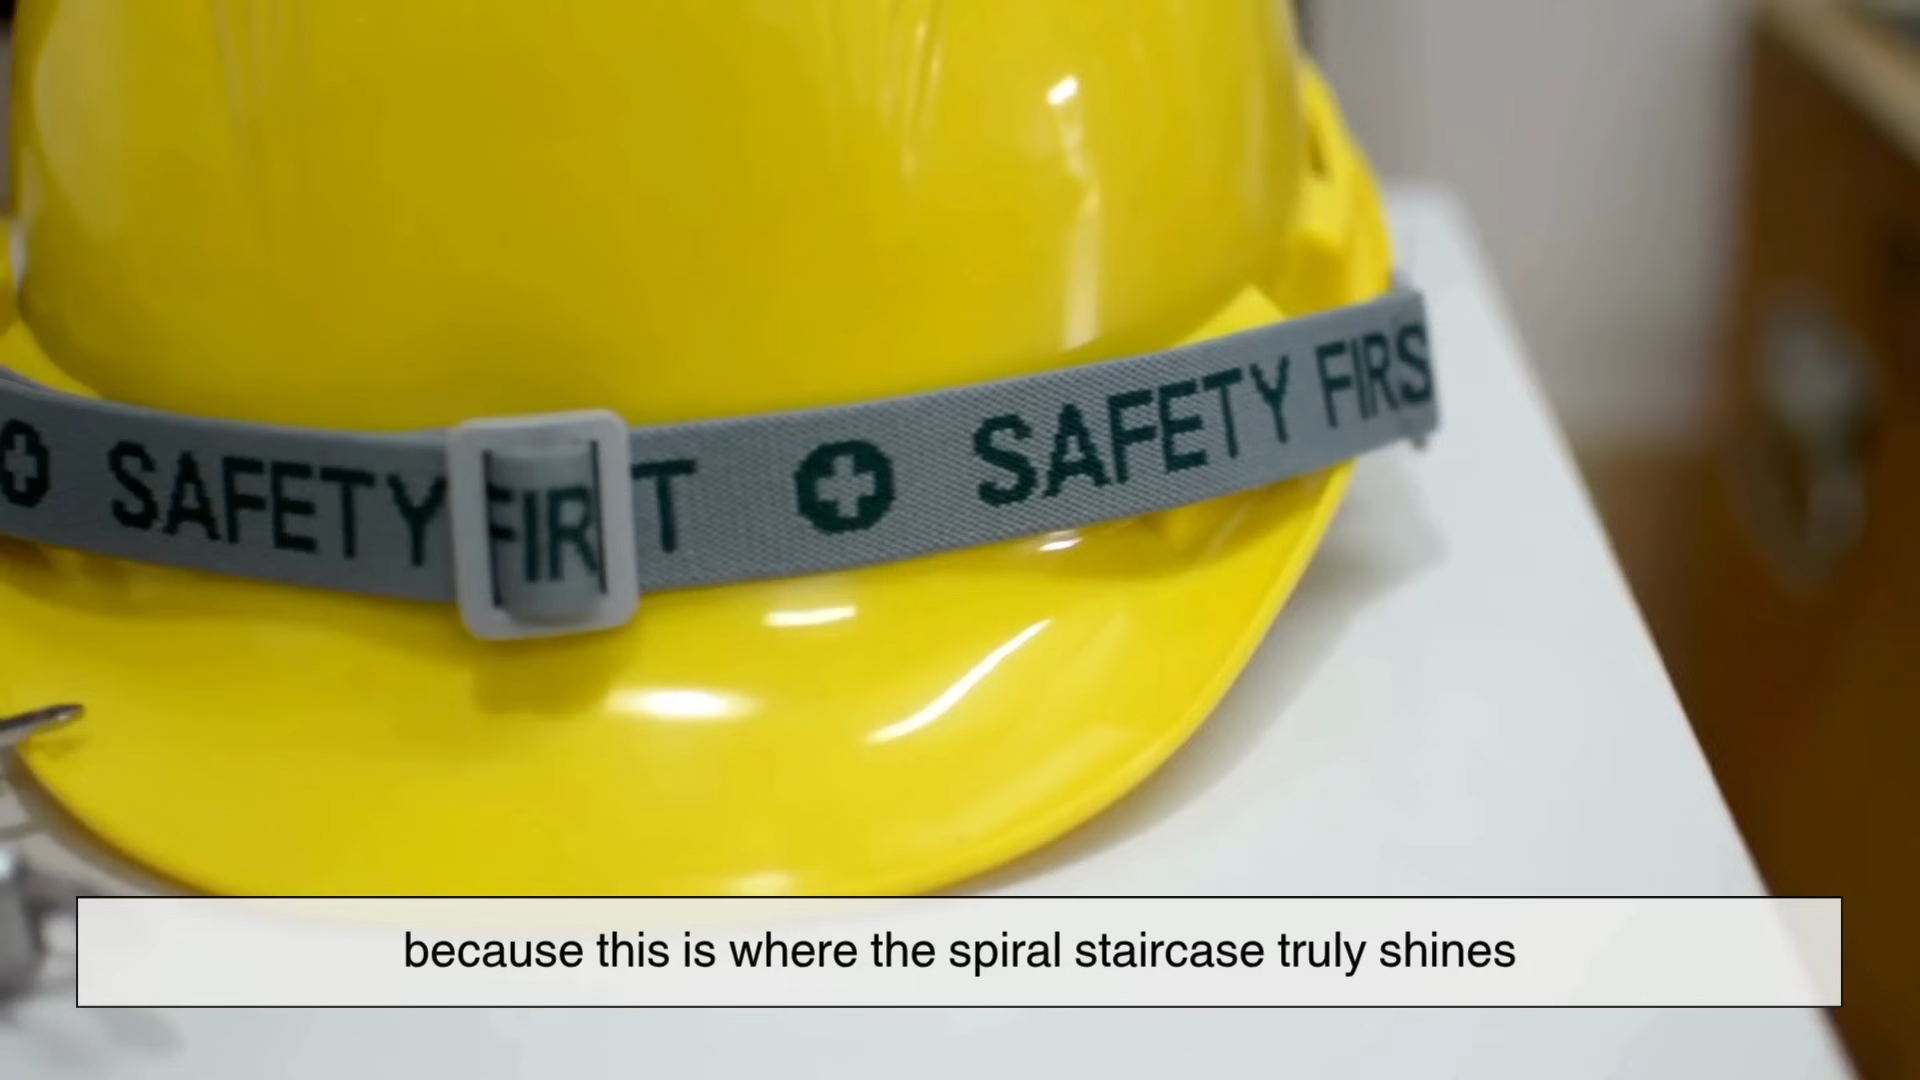 SAFETY FIR T SAFETY FIRS
because this is where the spiral staircase truly shines